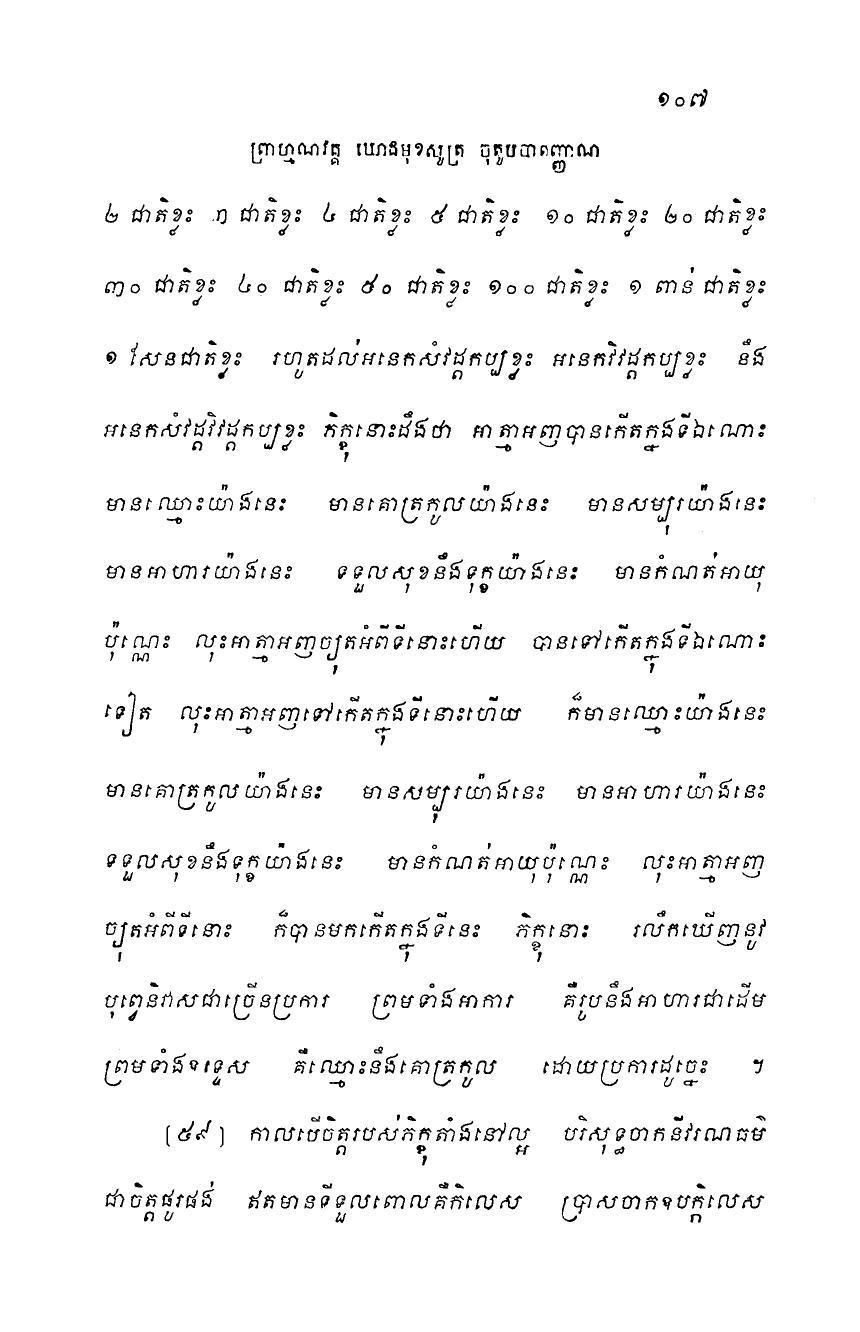 ១០៧
ព្រាហ្មណវគ្គ ឃោដមុខសូត្រ ចុតូបបាតញ្ញាណ
២ ជាតិខ្លះ ៣ ជាតិខ្លះ ៤ ជាតិខ្លះ ៥ ជាតិខ្លះ ១០ ជាតិខ្លះ ២០ ជាតិខ្លះ
៣០ ជាតិខ្លះ ៤០ ជាតិខ្លះ ៥០ ជាតិខ្លះ ១០០ ជាតិខ្លះ ១ ពាន់ ជាតិខ្លះ
១ សែនជាតិខ្លះ រហូតដល់អនេកសំវដ្ដកប្បខ្លះ អនេកវិវដ្ដកប្បខ្លះ នឹង
អនេកសំវដ្ដវិវដ្ដកប្បខ្លះ ភិក្ខុនោះដឹងថា អាត្មាអញបានកើតក្នុងទីឯណោះ
មានឈ្មោះយ៉ាងនេះ មានគោត្រកូលយ៉ាងនេះ មានសម្បុរយ៉ាងនេះ
មានអាហារយ៉ាងនេះ ទទួលសុខនឹងទុក្ខយ៉ាងនេះ មានកំណត់អាយុ
ប៉ុណ្ណេះ លុះអាត្មាអញច្យុតអំពីទីនោះហើយ បានទៅកើតក្នុងទីឯណោះ
ទៀត លុះអាត្មាអញទៅកើតក្នុងទីនោះហើយ ក៏មានឈ្មោះយ៉ាងនេះ
មានគោត្រកូលយ៉ាងនេះ មានសម្បុរយ៉ាងនេះ មានអាហារយ៉ាងនេះ
ទទួលសុខនឹងទុក្ខយ៉ាងនេះ មានកំណត់អាយុប៉ុណ្ណេះ លុះអាត្មាអញ
ច្យុតអំពីទីនោះ ក៏បានមកកើតក្នុងទីនេះ ភិក្ខុនោះ រលឹកឃើញនូវ
បុព្វេនិវាសជាច្រើនប្រការ ព្រមទាំងអាការ គឺរូបនឹងអាហារជាដើម
ព្រមទាំងឧទ្ទេស គឺឈ្មោះនឹងគោត្រកូល ដោយប្រការដូច្នេះ ។
[៥៩] កាលបើចិត្តរបស់ភិក្ខុតាំងនៅល្អ បរិសុទ្ធចាកនីវរណធម៌
ជាចិត្តផូរផង់ ឥតមានទីទួលពោលគឺកិលេស ប្រាសចាកឧបក្កិលេស